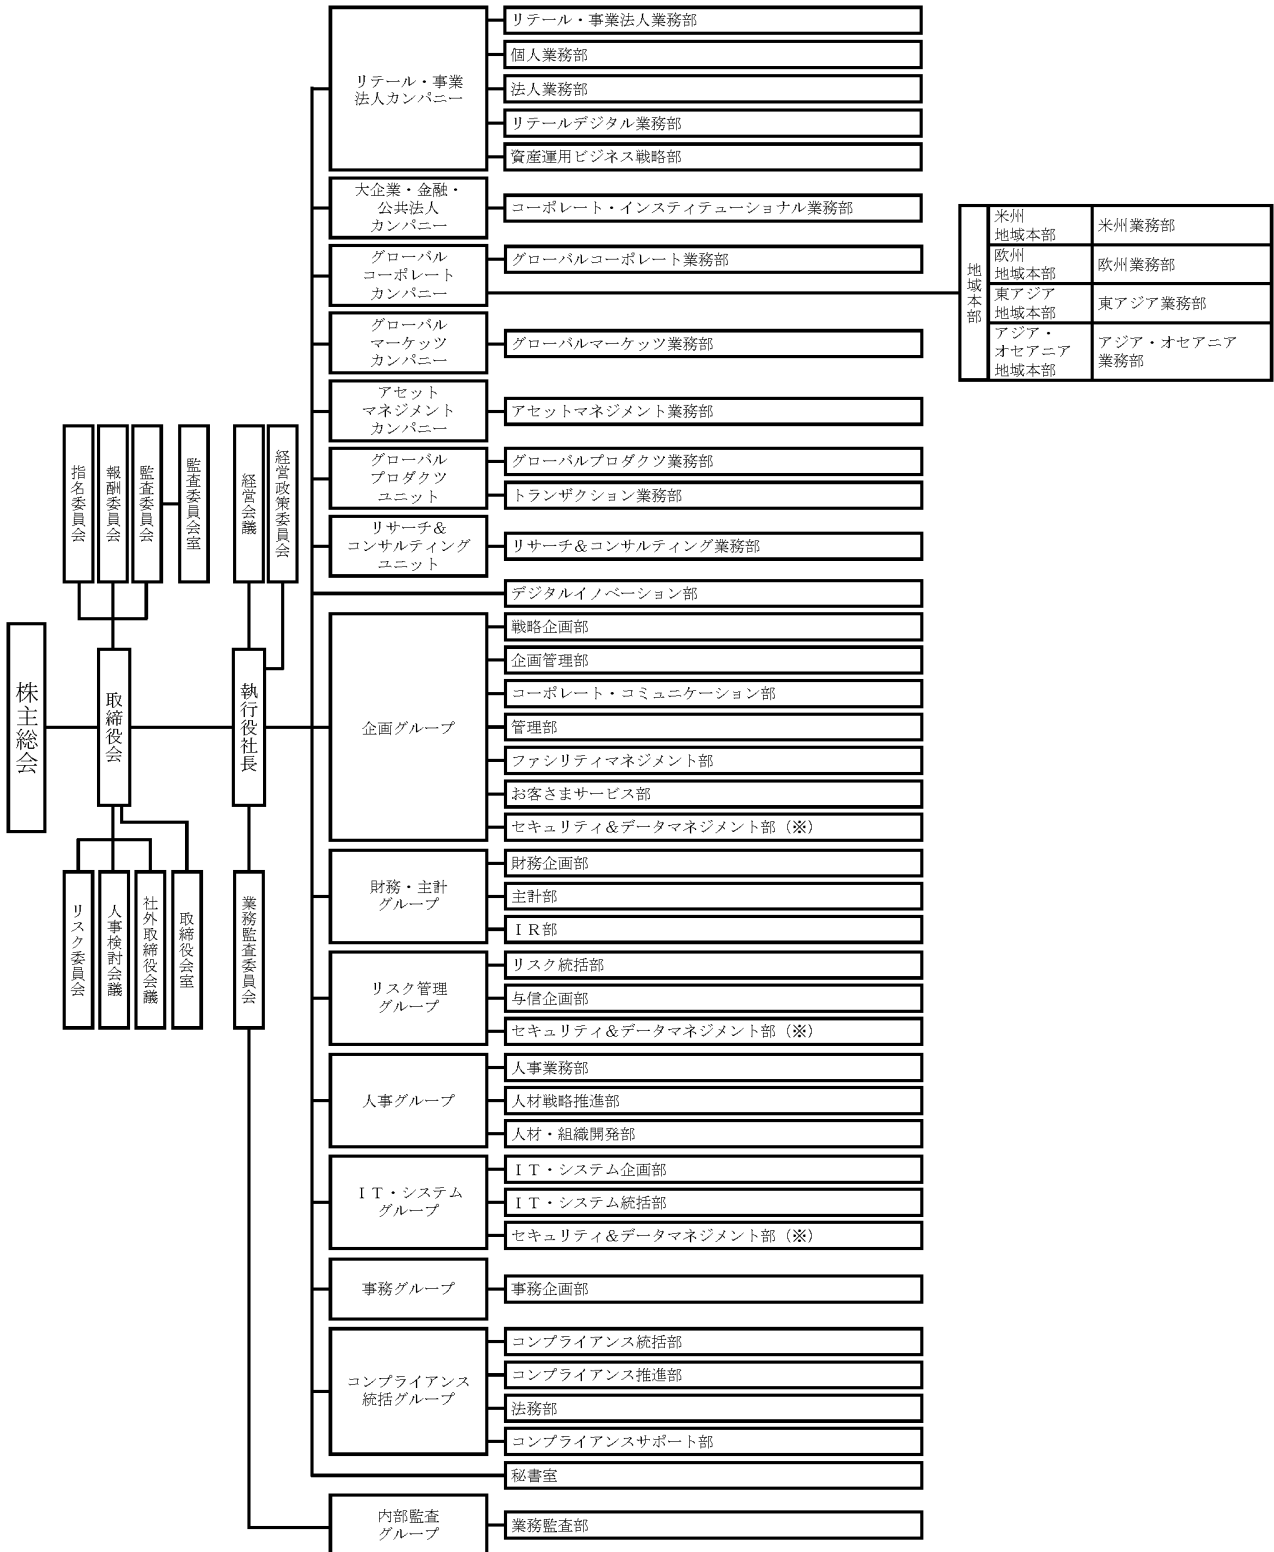 株主総会
指名委員会
報酬委員会
監査委員会
監査委員会室
取締役会
リスク委員会
人事検討会議
社外取締役会議
取締役会室
経営会議
経営政策委員会
執行役社長
業務監査委員会
リテール・事業
法人カンパニー
リテール・事業法人業務部
個人業務部
法人業務部
リテールデジタル業務部
資産運用ビジネス戦略部
大企業・金融・
公共法人
カンパニー
コーポレート・インスティテューショナル業務部
グローバル
コーポレート
カンパニー
グローバルコーポレート業務部
地域本部
米州
地域本部
米州業務部
欧州
地域本部
欧州業務部
東アジア
地域本部
東アジア業務部
アジア・
オセアニア
地域本部
アジア・オセアニア
業務部
グローバル
マーケッツ
カンパニー
グローバルマーケッツ業務部
アセット
マネジメント
カンパニー
アセットマネジメント業務部
グローバル
プロダクツ
ユニット
グローバルプロダクツ業務部
トランザクション業務部
リサーチ＆
コンサルティング
ユニット
リサーチ＆コンサルティング業務部
デジタルイノベーション部
企画グループ
戦略企画部
企画管理部
コーポレート・コミュニケーション部
管理部
ファシリティマネジメント部
お客さまサービス部
セキュリティ＆データマネジメント部（※）
財務・主計
グループ
財務企画部
主計部
ＩＲ部
リスク管理
グループ
リスク統括部
与信企画部
セキュリティ＆データマネジメント部（※）
人事グループ
人事業務部
人材戦略推進部
人材・組織開発部
ＩＴ・システム
グループ
ＩＴ・システム企画部
ＩＴ・システム統括部
セキュリティ＆データマネジメント部（※）
事務グループ
事務企画部
コンプライアンス
統括グループ
コンプライアンス統括部
コンプライアンス推進部
法務部
コンプライアンスサポート部
秘書室
内部監査
グループ
業務監査部